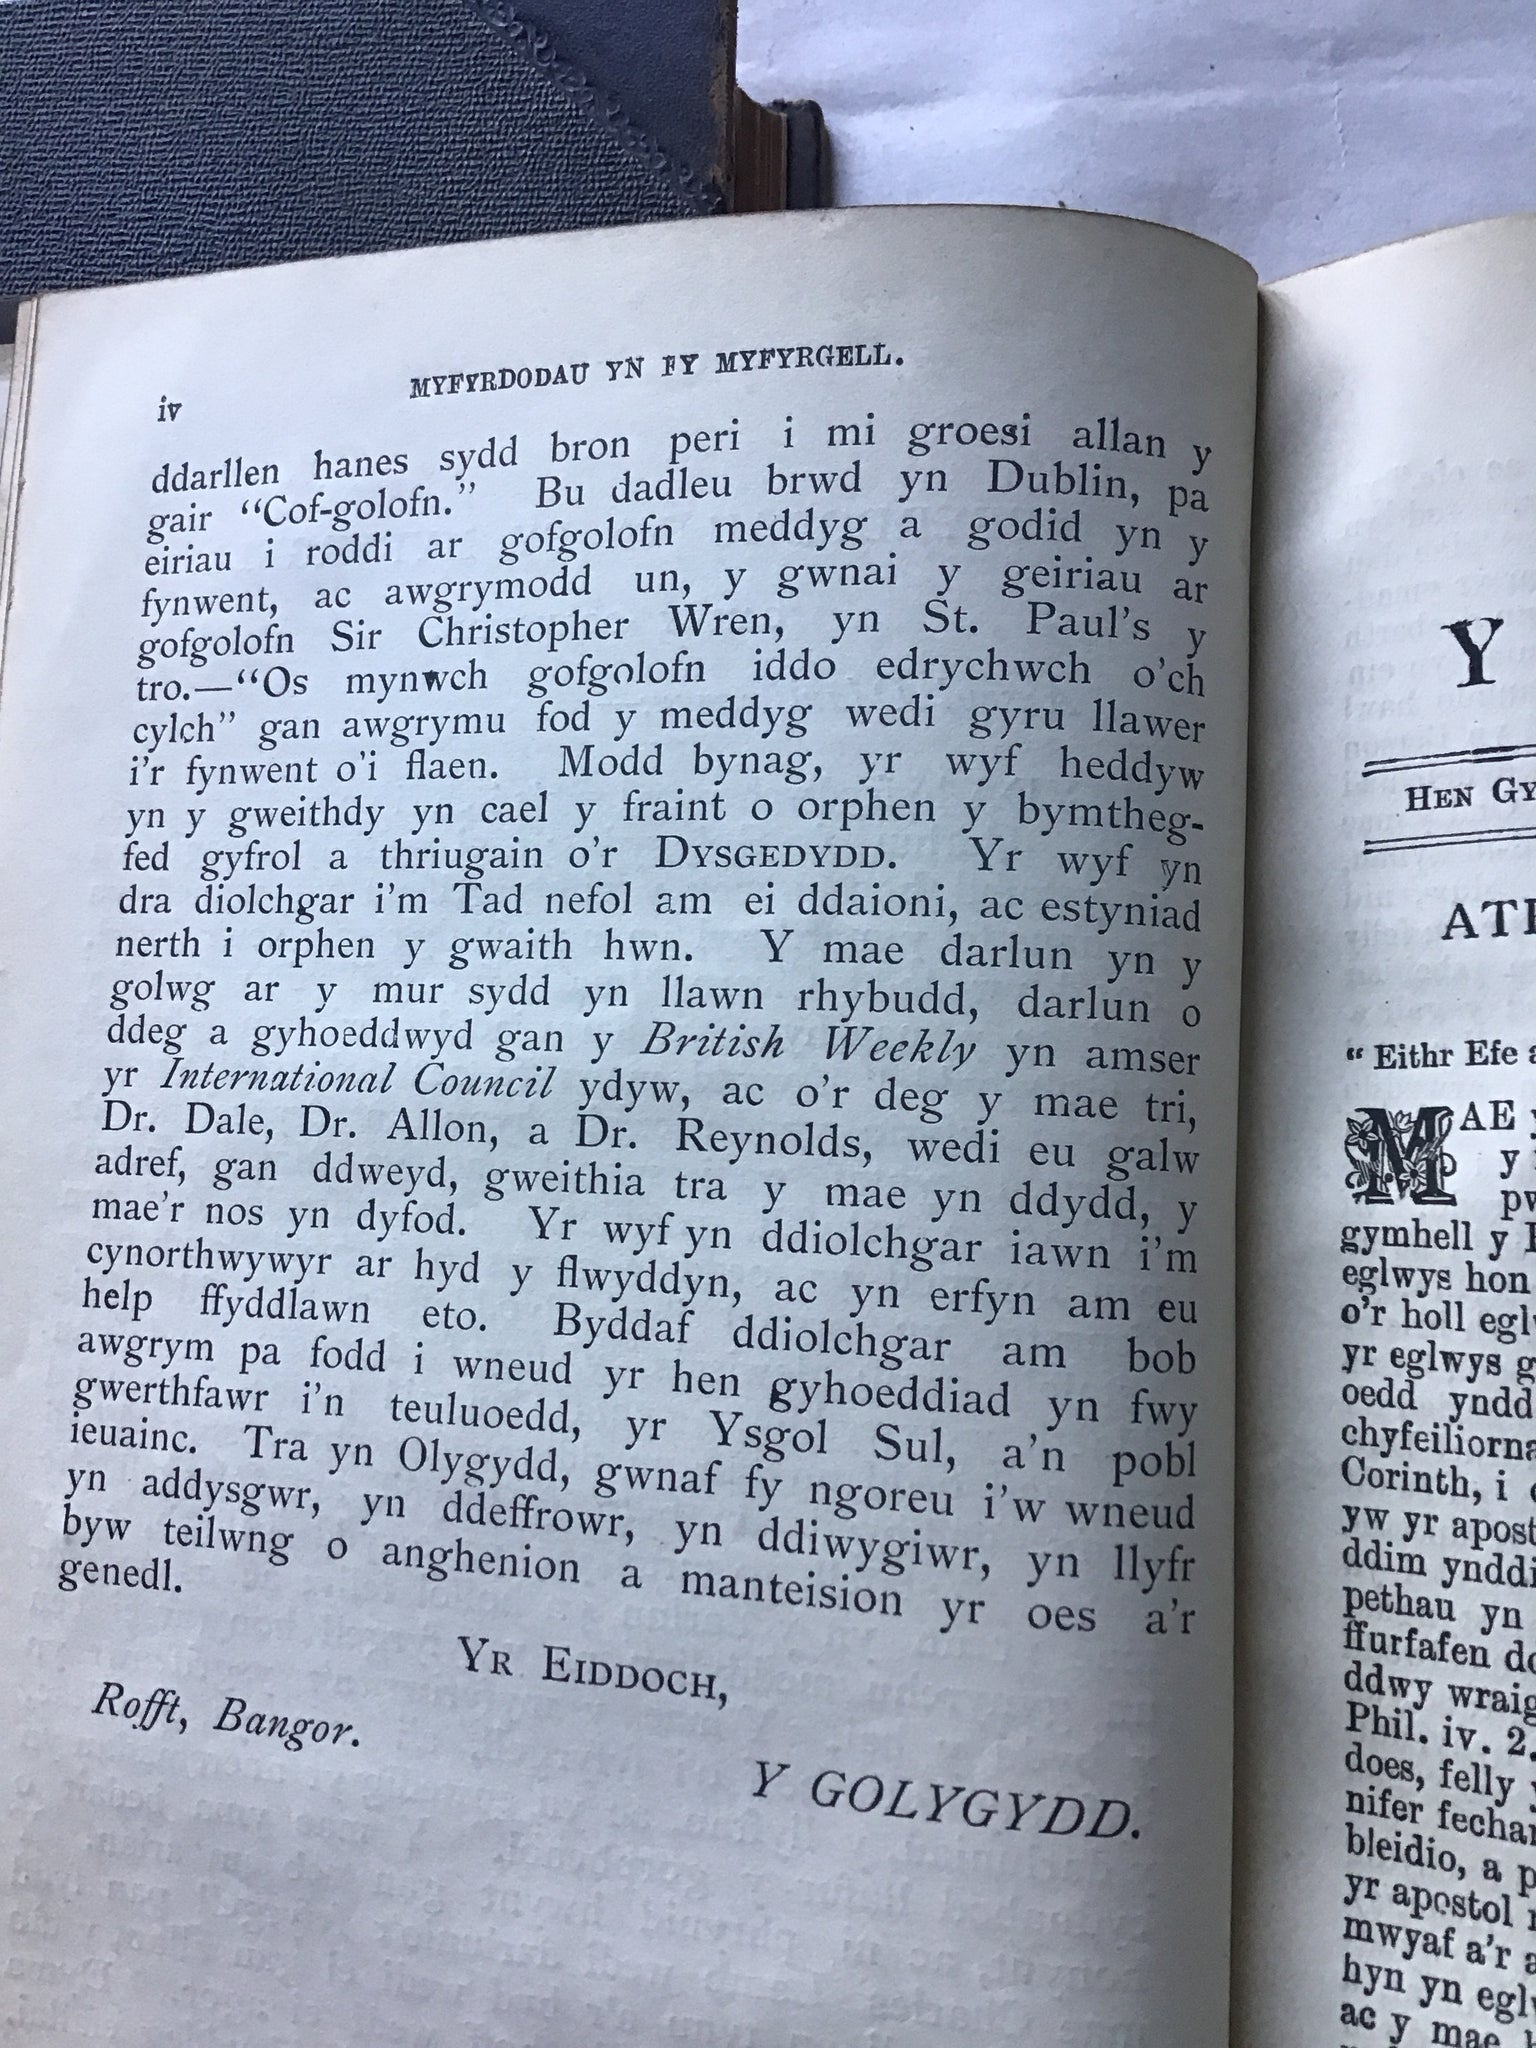 iv
MYFYRDODAU YN FY MYFYRGELL.
ddarllen hanes sydd bron peri i mi groesi allan y
gair “Cof-golofn.” Bu dadleu brwd yn Dublin, pa
eiriau i roddi ar gofgolofn meddyg a godid yn y
fynwent, ac awgrymodd un, y gwnai y geiriau ar
gofgolofn Sir Christopher Wren, yn St. Paul's y
tro.—“Os mynwch gofgolofn iddo edrychwch o'ch
cylch” gan awgrymu fod y meddyg wedi gyru llawer
i'r fynwent o'i flaen. Modd bynag, yr wyf heddyw
yn y gweithdy yn cael y fraint o orphen y bymtheg-
fed gyfrol a thriugain o'r DYSGEDYDD. Yr wyf yn
dra diolchgar i'm Tad nefol am ei ddaioni, ac estyniad
nerth i orphen y gwaith hwn. Y mae darlun yn y
golwg ar y mur sydd yn llawn rhybudd, darlun o
ddeg a gyhoeddwyd gan y British Weekly yn amser
yr International Council ydyw, ac o'r deg y mae tri,
Dr. Dale, Dr. Allon, a Dr. Reynolds, wedi eu galw
adref, gan ddweyd, gweithia tra y mae yn ddydd, y
mae'r nos yn dyfod. Yr wyf yn ddiolchgar iawn i'm
cynorthwywyr ar hyd y flwyddyn, ac yn erfyn am eu
help ffyddlawn eto. Byddaf ddiolchgar am bob
awgrym pa fodd i wneud yr hen gyhoeddiad yn fwy
gwerthfawr i'n teuluoedd, yr Ysgol Sul, a'n pobl
ieuainc. Tra yn Olygydd, gwnaf fy ngoreu i'w wneud
yn addysgwr, yn ddeffrowr, yn ddiwygiwr, yn llyfr
byw teilwng o anghenion a manteision yr oes a'r
genedl.
YR EIDDOCH,
Rofft, Bangor.
Y GOLYGYDD.
Y
HEN GY
"Eithr Efe
MAE y
y
gymhell y
eglwys hon
o'r holl
yr eglwys
oedd
Corinth, i
yw yr
ddim
pethau yn
ffurfafen
ddwy
Phil. iv. 2.
does, felly
nifer
bleidio, a
yr apostol
mwyaf a'r
hyn yn
ac y mae